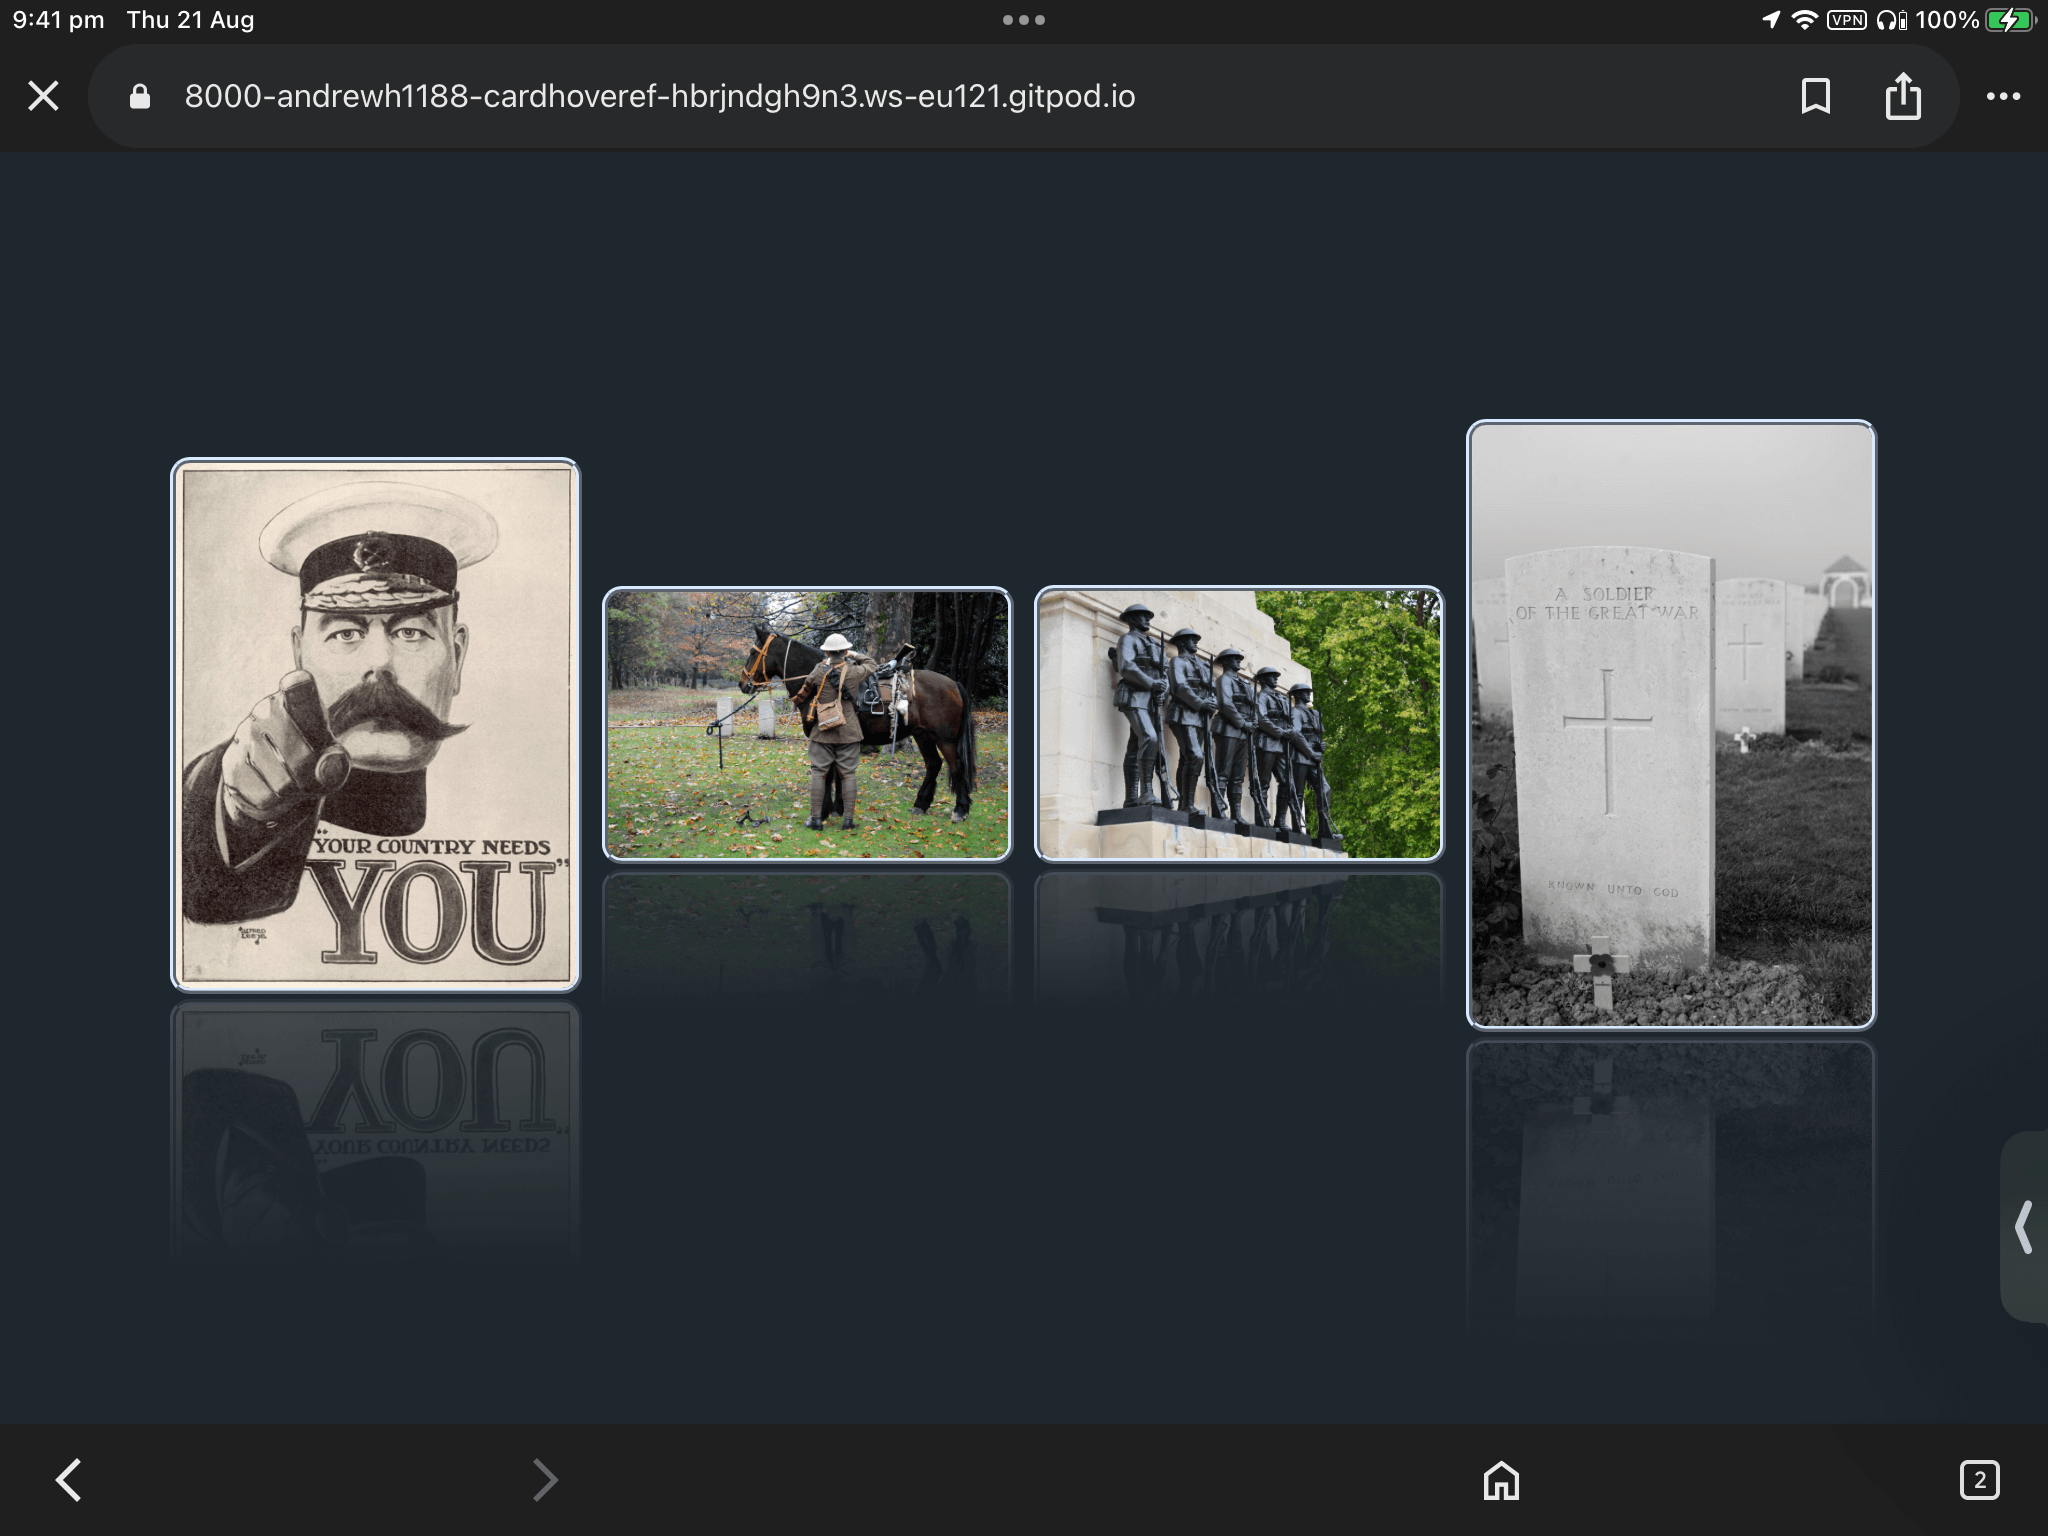 9:41 pm Thu 21 Aug
VPN 100%
8000-andrewh1188-cardhoveref-hbrjndgh9n3.ws-eu121.gitpod.io
"YOUR COUNTRY NEEDS
YOU"
ALFRED
LEETE
A SOLDIER
OF THE GREAT WAR
KNOWN UNTO GOD
2